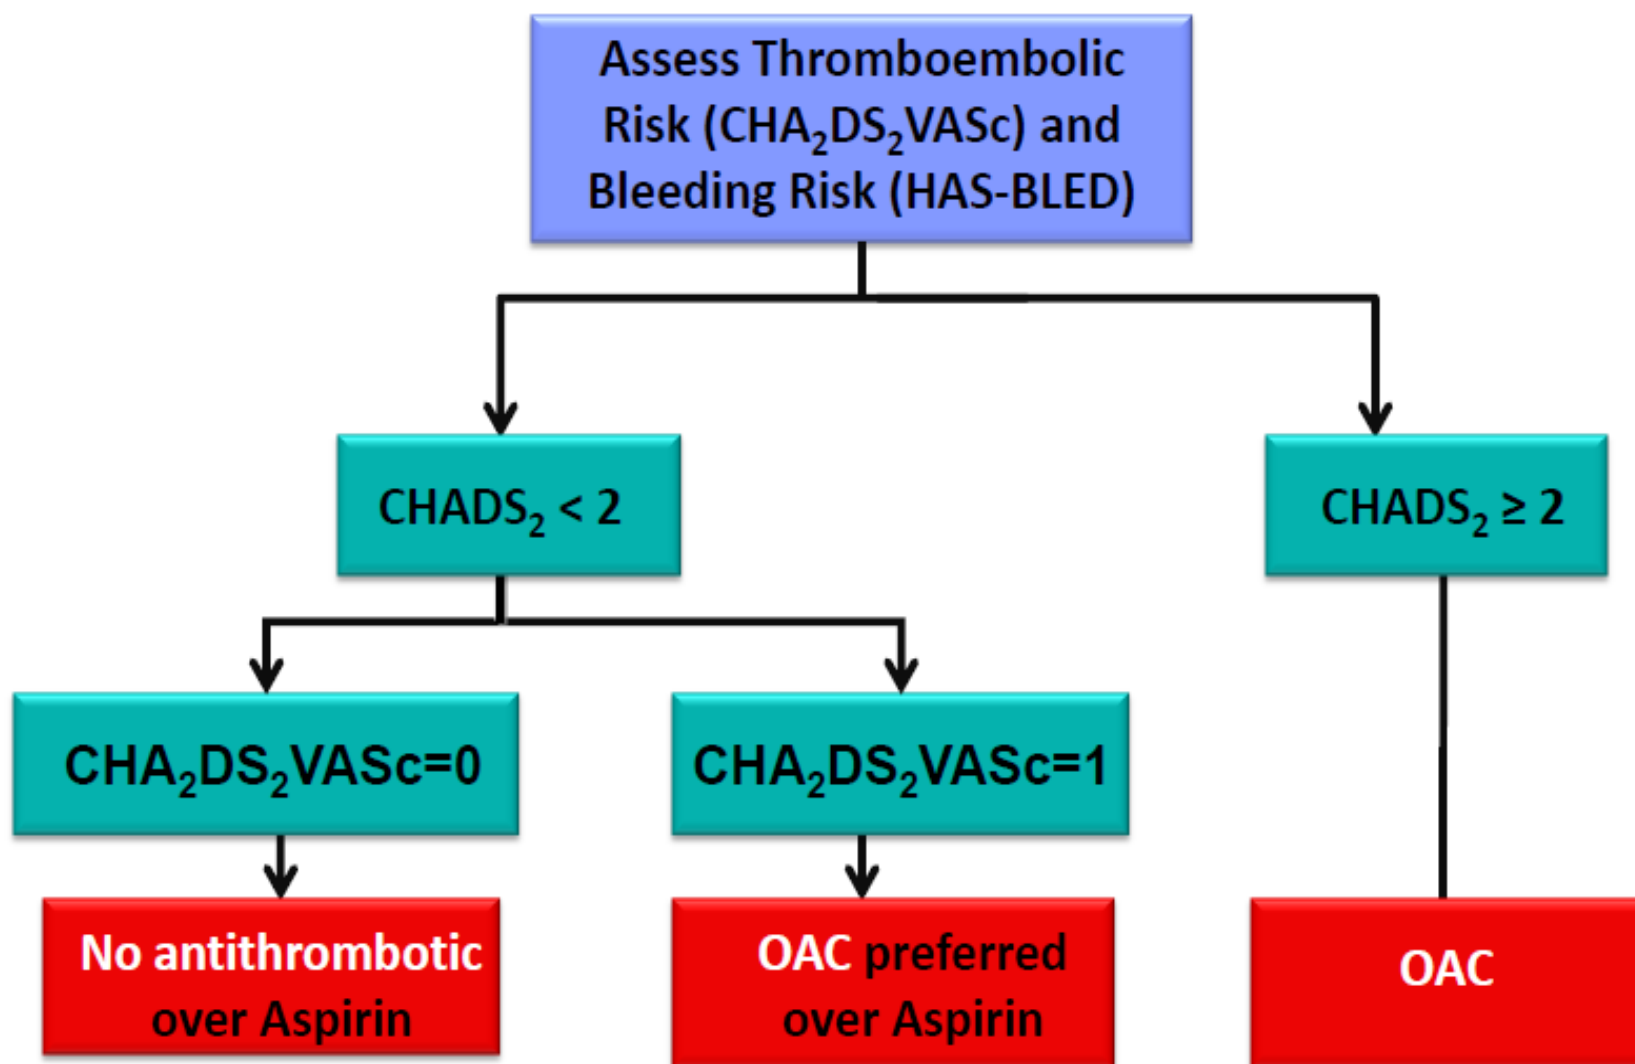 Assess Thromboembolic
Risk (CHA₂DS₂VASc) and
Bleeding Risk (HAS-BLED)
CHADS₂ < 2
CHADS₂ ≥ 2
CHA₂DS₂VASc=0
CHA₂DS₂VASc=1
No antithrombotic
over Aspirin
OAC preferred
over Aspirin
OAC